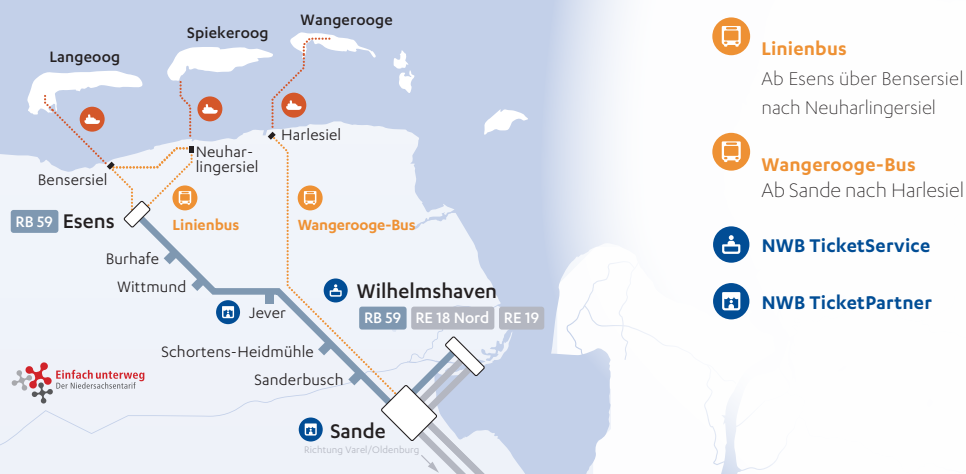 Wangerooge
Spiekeroog
Langeoog
Harlesiel
Neuhar-
lingersiel
Bensersiel
Linienbus
Wangerooge-Bus
RB 59 Esens
Burhafe
Wittmund
Jever
Wilhelmshaven
RB 59 RE 18 Nord RE 19
Schortens-Heidmühle
Sanderbusch
Einfach unterwegs
Der Niedersachsentarif
Sande
Richtung Varel/Oldenburg
Linienbus
Ab Esens über Bensersiel
nach Neuharlingersiel
Wangerooge-Bus
Ab Sande nach Harlesiel
NWB TicketService
NWB TicketPartner